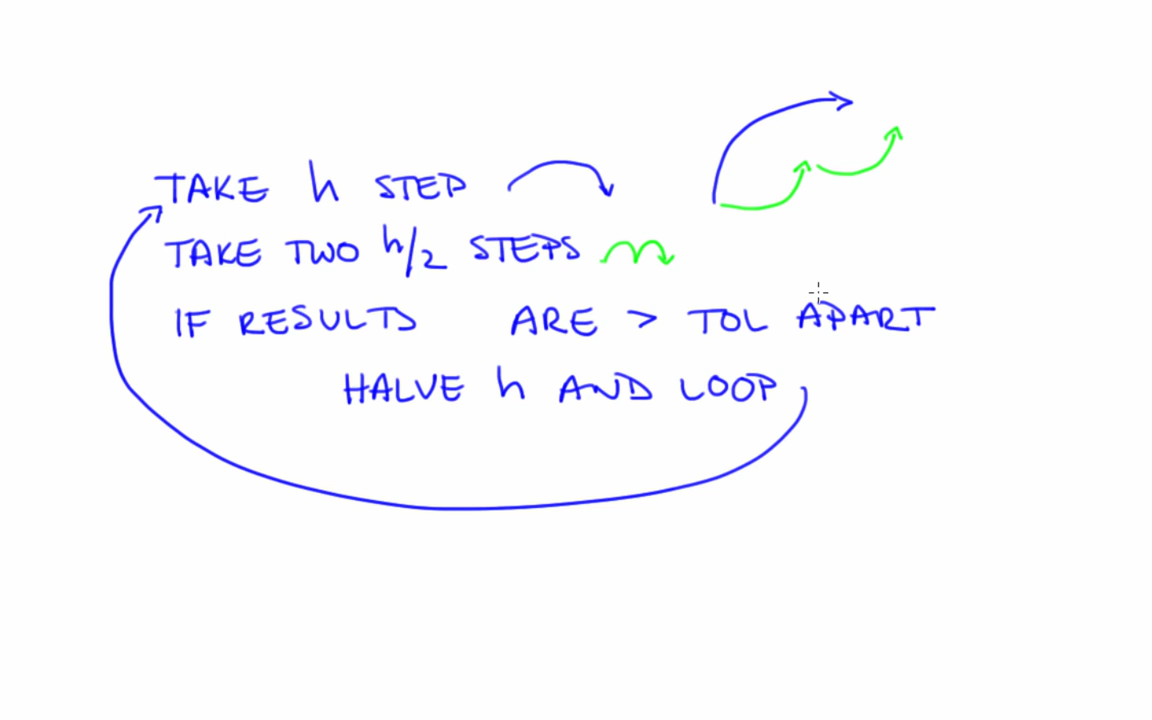 TAKE h STEP
TAKE TWO h/2 STEPS
IF RESULTS ARE > TOL APART
HALVE h AND LOOP